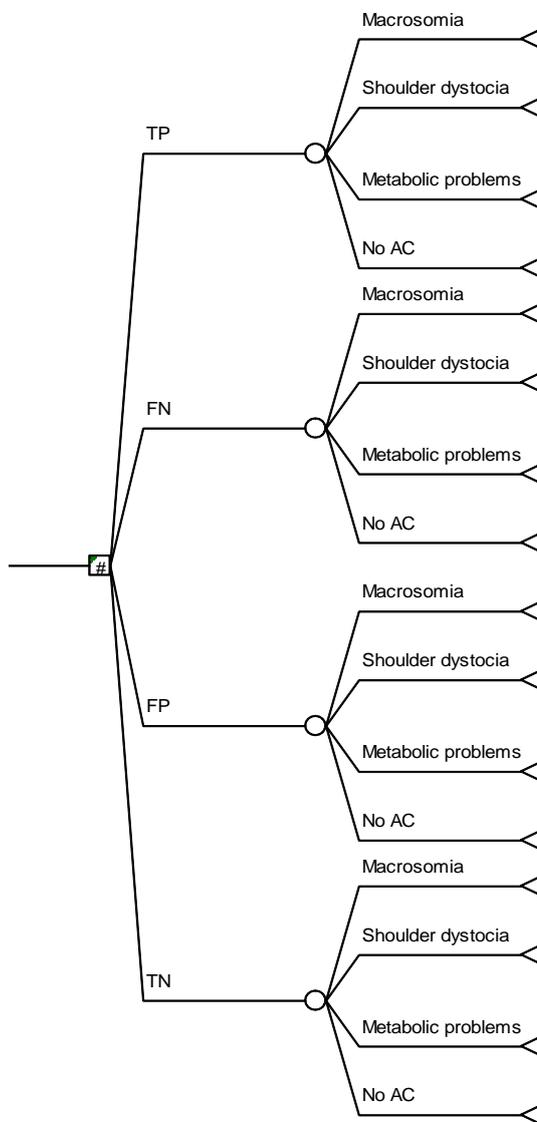 Macrosomia
Shoulder dystocia
TP
Metabolic problems
No AC
Macrosomia
Shoulder dystocia
FN
Metabolic problems
No AC
#
Macrosomia
Shoulder dystocia
FP
Metabolic problems
No AC
Macrosomia
Shoulder dystocia
TN
Metabolic problems
No AC